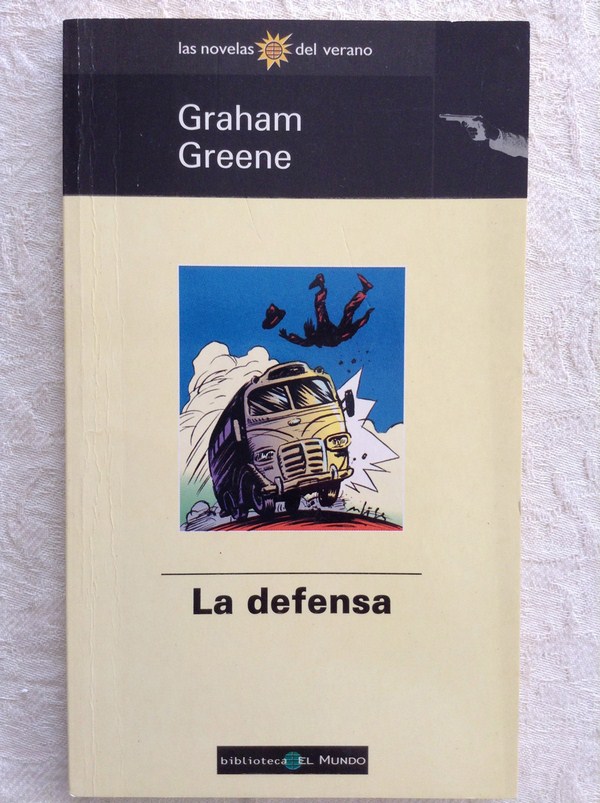 las novelas del verano
Graham
Greene
La defensa
biblioteca EL MUNDO